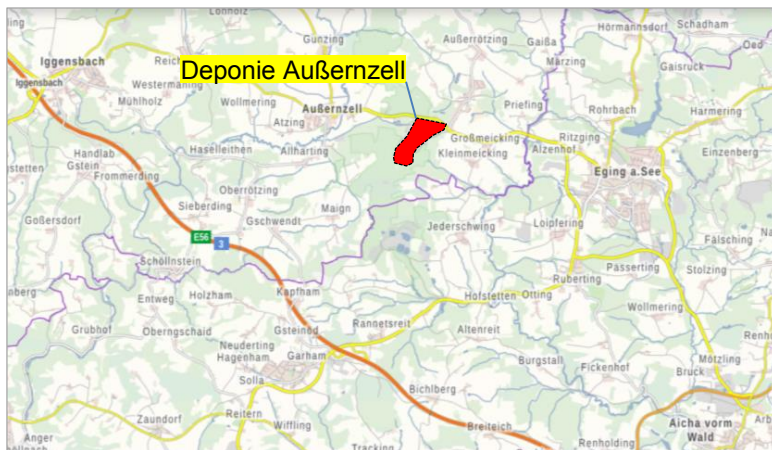 Schadham
Gunzing
Außerrötzing
Gaißa
Hörmannsdorf
Oed
Iggensbach
Reich
Märzing
Gaisruck
Deponie Außernzell
Iggensbach
Westermanr
Mühlholz
Wollmering
Außernzell
Priefing
Rohrbach
Harmering
Atzing
Großmeicking
Ritzging
Handlab
Haselleithen
Allharting
Kleinmeicking
Alzenhof
Einzenberg
Gstein
Frommerding
Eging a.See
Oberrötzing
Sieberding
Maign
Goßersdorf
Gschwendt
Jederschwing
Loipfering
Fälsching
E56
3
Schöllnstein
Passerting
Stolzing
Ruberting
Entweg
Holzham
Kapfham
Hofstetten
Otting
Wollmering
Grubhof
Oberngschaid
Gsteinöd
Rannetsreit
Altenreit
Neuderting
Hagenham
Garham
Burgstall
Mötzling
Solla
Fickenhof
Bruck
Bichlberg
Zaundorf
Reitern
Wiffling
Breiteich
Aicha vorm
Wald
Anger
Tracking
Renholding